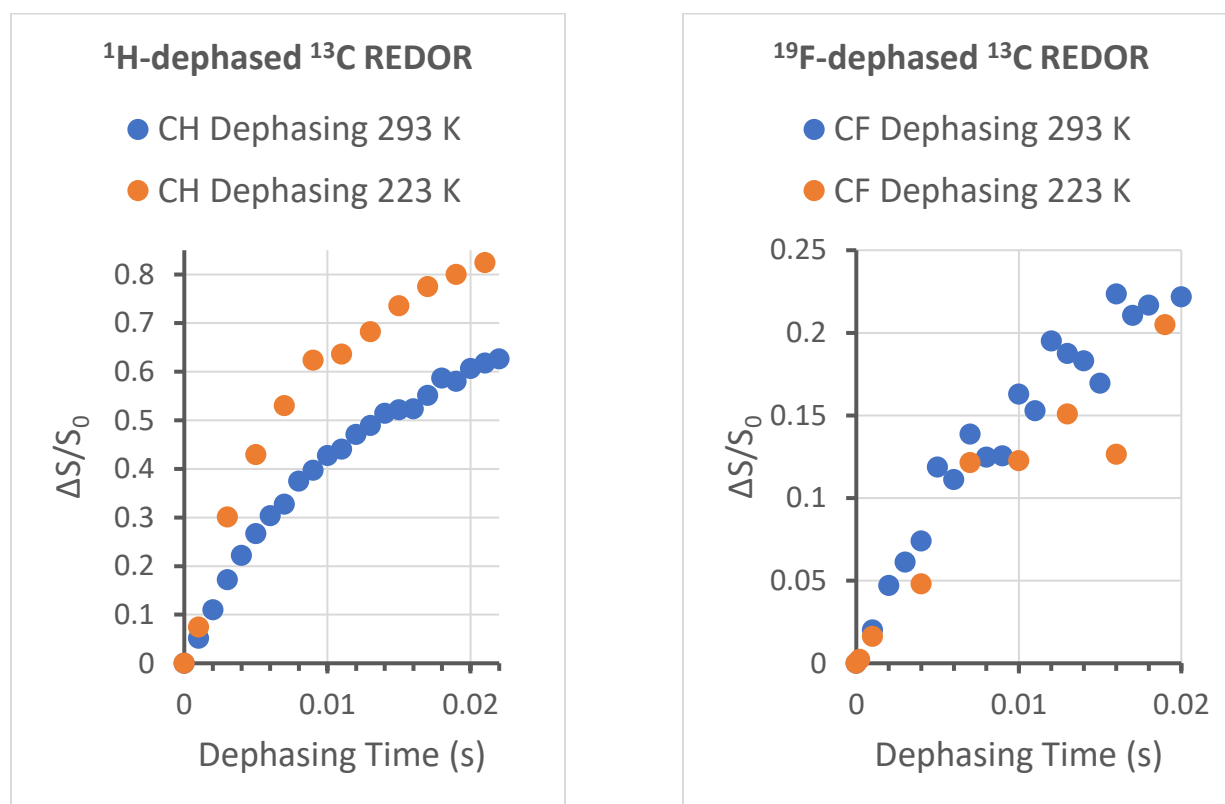 ¹H-dephased ¹³C REDOR
CH Dephasing 293 K
CH Dephasing 223 K
0.8
0.7
0.6
0.5
0.4
0.3
0.2
0.1
0
ΔS/S₀
0 0.01 0.02
Dephasing Time (s)
¹⁹F-dephased ¹³C REDOR
CF Dephasing 293 K
CF Dephasing 223 K
0.25
0.2
0.15
0.1
0.05
0
ΔS/S₀
0 0.01 0.02
Dephasing Time (s)